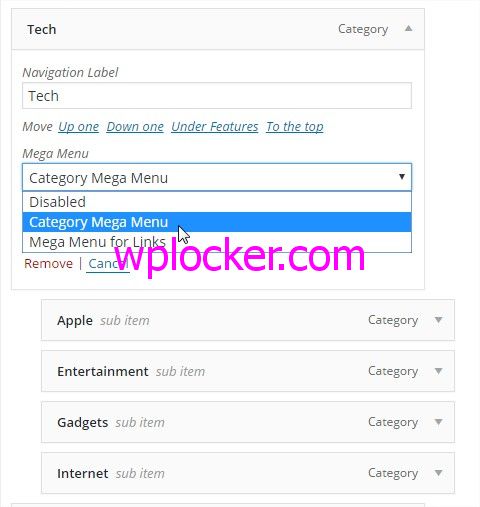 Tech Category
Navigation Label
Tech
Move Up one Down one Under Features To the top
Mega Menu
Category Mega Menu
Disabled
Category Mega Menu
Mega Menu for Links
Remove | Cancel
wplocker.com
Apple sub item Category
Entertainment sub item Category
Gadgets sub item Category
Internet sub item Category